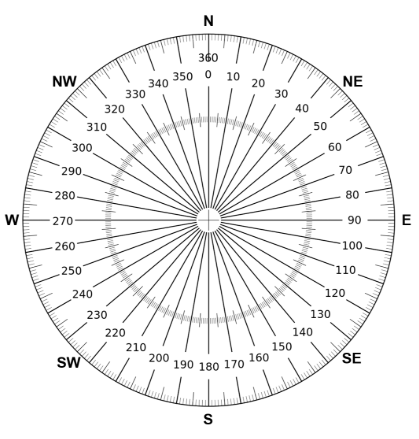 N
360
0
350 10
340 20
NW 330 30 NE
320 40
310 50
300 60
290 70
280 80
W 270 90 E
260 100
250 110
240 120
230 130
220 140
SW 210 150 SE
200 160
190 180 170
S